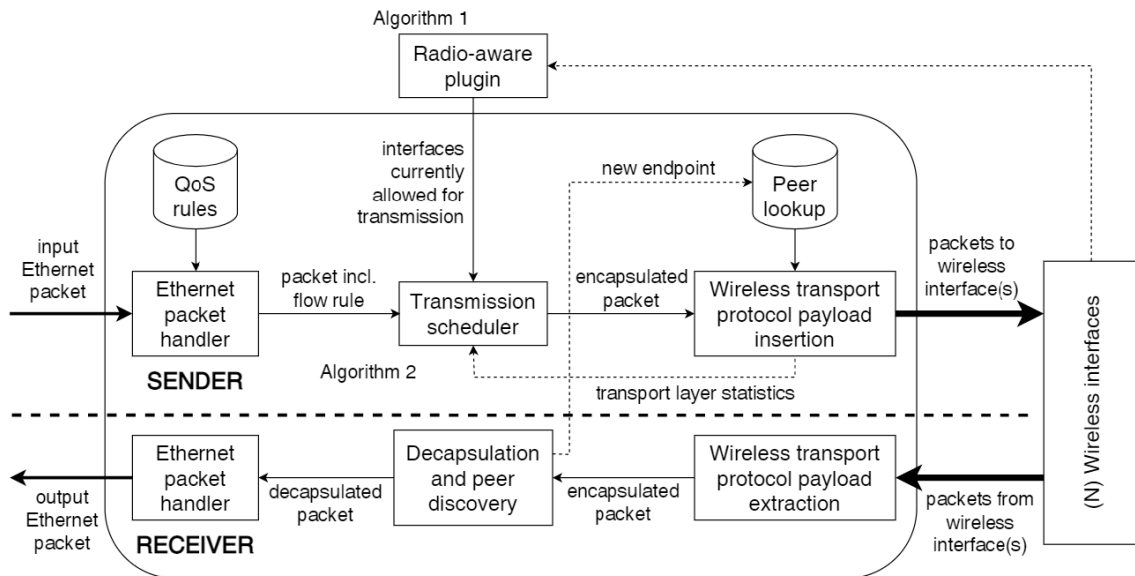 Algorithm 1
Radio-aware
plugin
interfaces
currently
allowed for
transmission
new endpoint
QoS
rules
Peer
lookup
input
Ethernet
packet
Ethernet
packet
handler
packet incl.
flow rule
Transmission
scheduler
encapsulated
packet
Wireless transport
protocol payload
insertion
packets to
wireless
interface(s)
SENDER
Algorithm 2
transport layer statistics
(N) Wireless interfaces
output
Ethernet
packet
Ethernet
packet
handler
decapsulated
packet
Decapsulation
and peer
discovery
encapsulated
packet
Wireless transport
protocol payload
extraction
packets from
wireless
interface(s)
RECEIVER